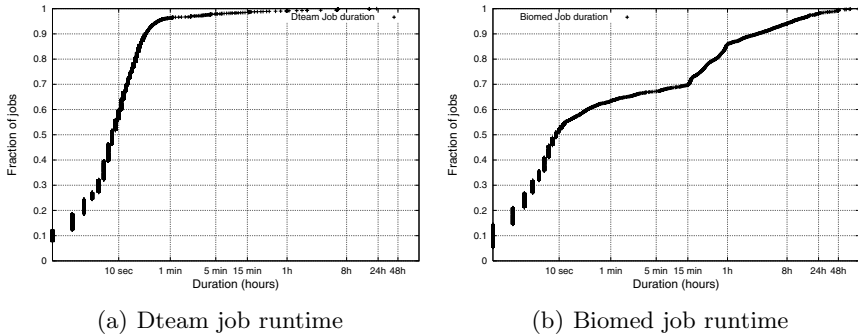 Dteam Job duration
Fraction of jobs
1
0.9
0.8
0.7
0.6
0.5
0.4
0.3
0.2
0.1
0
10 sec 1 min 5 min 15 min 1h 8h 24h 48h
Duration (hours)
(a) Dteam job runtime
Biomed Job duration
Fraction of jobs
1
0.9
0.8
0.7
0.6
0.5
0.4
0.3
0.2
0.1
0
10 sec 1 min 5 min 15 min 1h 8h 24h 48h
Duration (hours)
(b) Biomed job runtime